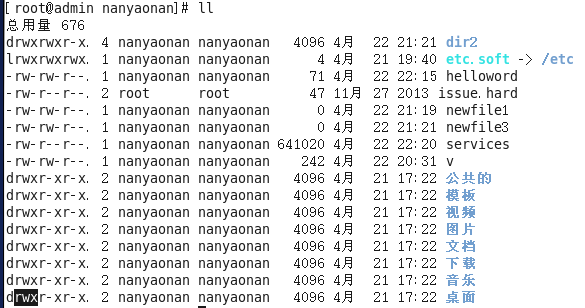 [root@admin nanyaonan]# ll
总用量 676
drwxrwxr-x. 4 nanyaonan nanyaonan 4096 4月 22 21:21 dir2
lrwxrwxrwx. 1 nanyaonan nanyaonan 4 4月 21 19:40 etc.soft -> /etc
-rw-rw-r--. 1 nanyaonan nanyaonan 71 4月 22 22:15 helloword
-rw-r--r--. 2 root root 47 11月 27 2013 issue.hard
-rw-rw-r--. 1 nanyaonan nanyaonan 0 4月 22 21:19 newfile1
-rw-rw-r--. 1 nanyaonan nanyaonan 0 4月 22 21:21 newfile3
-rw-r--r--. 1 nanyaonan nanyaonan 641020 4月 22 22:20 services
-rw-rw-r--. 1 nanyaonan nanyaonan 242 4月 22 20:31 v
drwxr-xr-x. 2 nanyaonan nanyaonan 4096 4月 21 17:22 公共的
drwxr-xr-x. 2 nanyaonan nanyaonan 4096 4月 21 17:22 模板
drwxr-xr-x. 2 nanyaonan nanyaonan 4096 4月 21 17:22 视频
drwxr-xr-x. 2 nanyaonan nanyaonan 4096 4月 21 17:22 图片
drwxr-xr-x. 2 nanyaonan nanyaonan 4096 4月 21 17:22 文档
drwxr-xr-x. 2 nanyaonan nanyaonan 4096 4月 21 17:22 下载
drwxr-xr-x. 2 nanyaonan nanyaonan 4096 4月 21 17:22 音乐
drwxr-xr-x. 2 nanyaonan nanyaonan 4096 4月 21 17:22 桌面